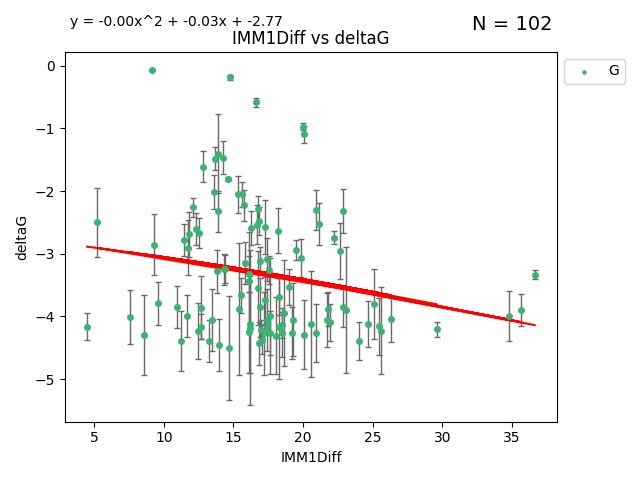 y = -0.00x^2 + -0.03x + -2.77
N = 102
IMM1Diff vs deltaG
G
0
−1
−2
−3
−4
−5
deltaG
5 10 15 20 25 30 35
IMM1Diff